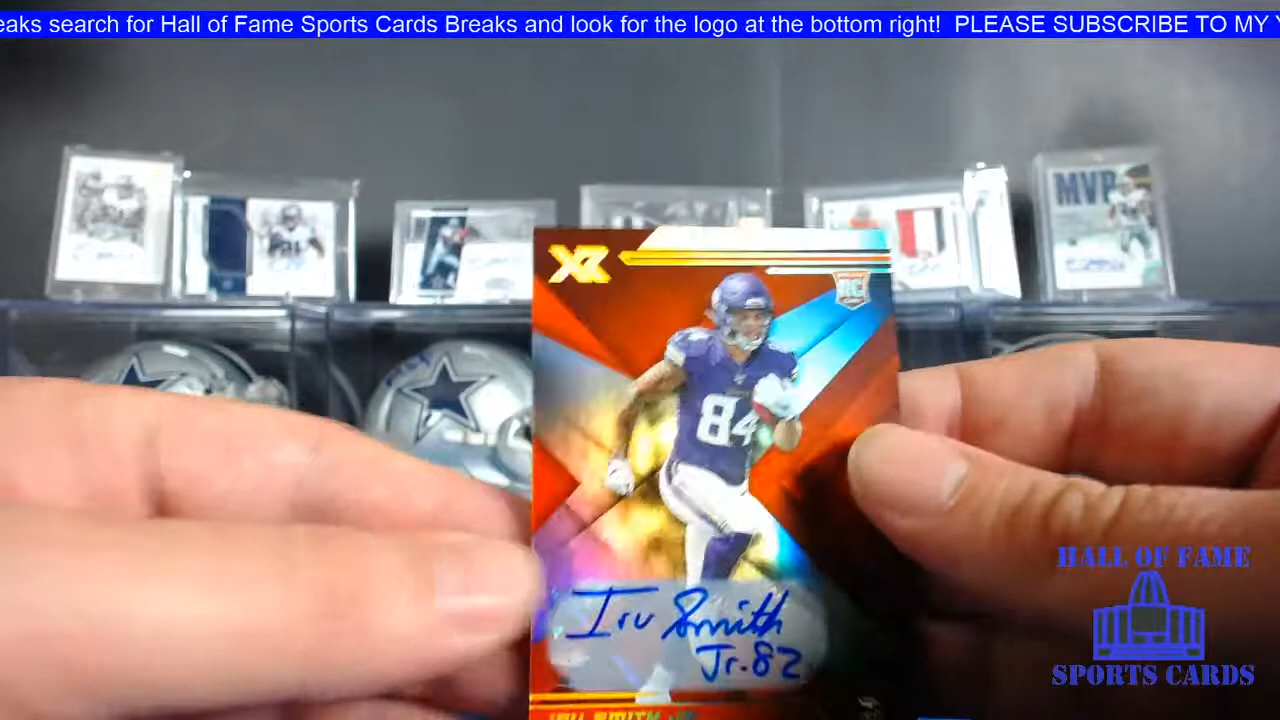 eaks search for Hall of Fame Sports Cards Breaks and look for the logo at the bottom right!  PLEASE SUBSCRIBE TO MY Y
MVP
XR
RC
84
Irv Smith
Jr. 82
HALL OF FAME
SPORTS CARDS